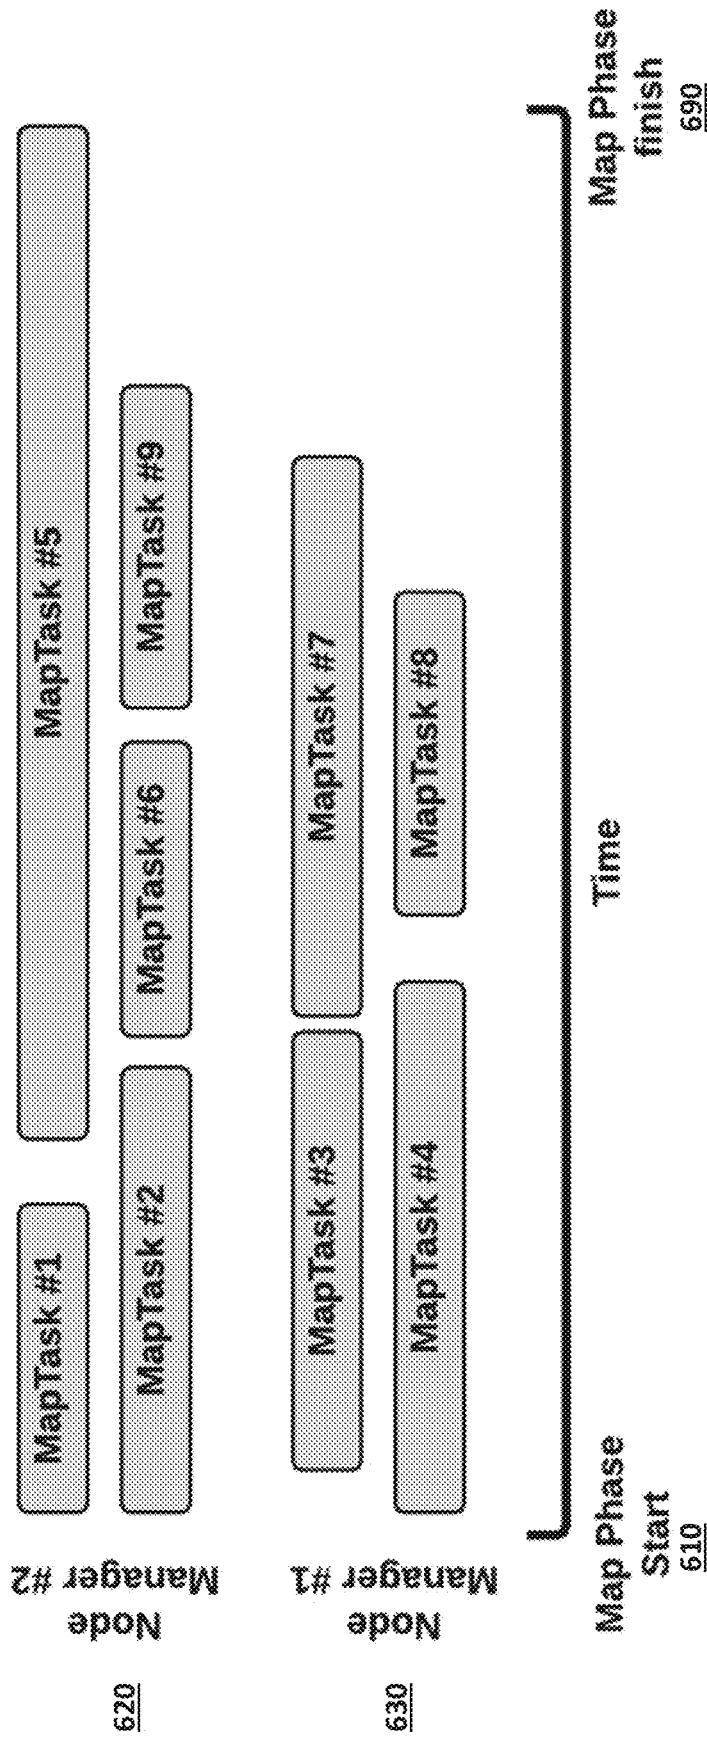 620
Node
Manager #2
MapTask #1
MapTask #5
MapTask #2
MapTask #6
MapTask #9
630
Node
Manager #1
MapTask #3
MapTask #7
MapTask #4
MapTask #8
Map Phase
Start
610
Time
Map Phase
finish
690